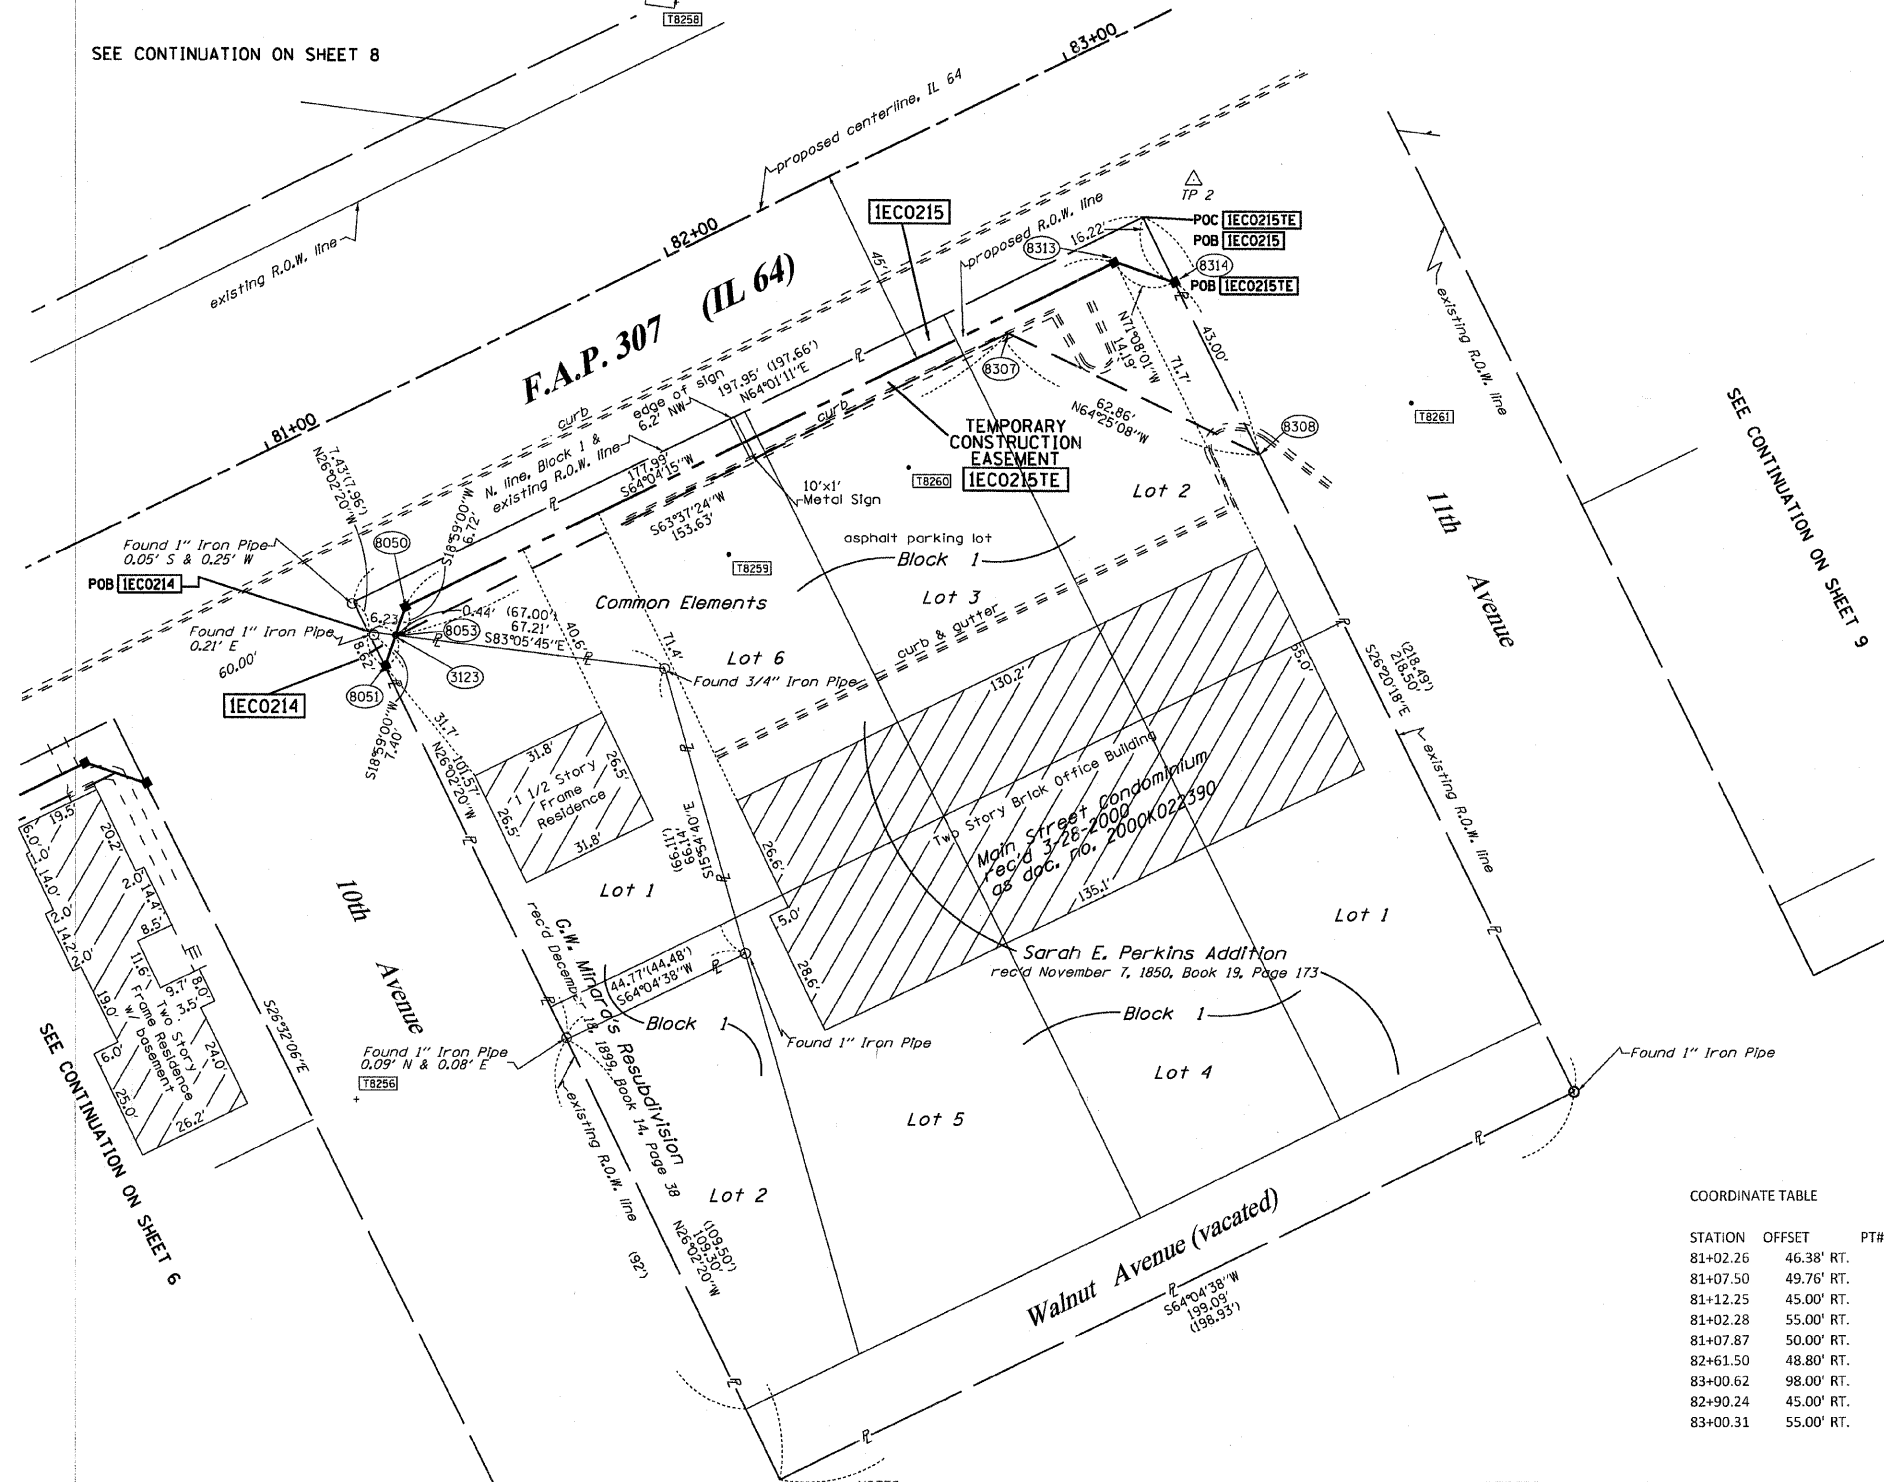 T8258
SEE CONTINUATION ON SHEET 8
83+00
proposed centerline, IL 64
existing R.O.W. line
82+00
1EC0215
45'
proposed R.O.W. line
TP 2
POC 1EC0215TE
POB 1EC0215
16.22'
8313
8314
POB 1EC0215TE
F.A.P. 307 (IL 64)
81+00
curb
edge of sign
6.2' NW
197.95' (197.66')
N64°01'11"E
curb
8307
N71°08'01"W
14.19'
71.7'
43.00'
62.86'
N64°25'08"W
8308
existing R.O.W. line
T8261
7.43'(7.96')
N26°02'20"W
N. line, Block 1 &
existing R.O.W. line
177.99'
S64°04'15"W
S18°59'00"W
6.72'
S63°37'24"W
153.63'
10'x1'
Metal Sign
TEMPORARY
CONSTRUCTION
EASEMENT
1EC0215TE
T8260
Lot 2
11th
Avenue
SEE CONTINUATION ON SHEET 9
Found 1" Iron Pipe
0.05' S & 0.25' W
8050
POB 1EC0214
asphalt parking lot
Block 1
T8259
Common Elements
Lot 3
curb & gutter
Found 1" Iron Pipe
0.21' E
60.00'
6.23'
8.62'
0.44'
8053
(67.00')
67.21'
S83°05'45"E
40.6'
71.4'
Lot 6
Found 3/4" Iron Pipe
3123
8051
1EC0214
S18°59'00"W
7.40'
31.7'
101.57'
N26°02'20"W
31.8'
26.5'
1 1/2 Story
Frame
Residence
26.5'
31.8'
S15°54'40"E
66.14'
(66.11')
130.2'
65.0'
(218.49')
218.50'
S26°20'18"E
existing R.O.W. line
Two Story Brick Office Building
Main Street Condominium
rec'd 3-28-2000
as doc. no. 2000K022390
26.6'
135.1'
5.0'
28.6'
Lot 1
Lot 1
10th
Avenue
19.5'
6.0'
20.2'
14.0'
2.0'
14.4'
2.0'
14.2'
8.5'
2.0'
11.6'
9.7'
3.5'
8.0'
19.0'
6.0'
Two Story
Frame Residence
w/ basement
24.0'
25.0'
26.2'
S26°32'06"E
SEE CONTINUATION ON SHEET 6
G.W. Minard's Resubdivision
rec'd December 18, 1899, Book 14, Page 38
44.77'(44.48')
S64°04'38"W
Sarah E. Perkins Addition
rec'd November 7, 1850, Book 19, Page 173
Block 1
Block 1
Found 1" Iron Pipe
Found 1" Iron Pipe
0.09' N & 0.08' E
T8256
Found 1" Iron Pipe
Lot 4
Lot 5
existing R.O.W. line
(92')
Lot 2
(109.50')
109.30'
N26°02'20"W
Walnut Avenue (vacated)
S64°04'38"W
199.09'
(198.93')
COORDINATE TABLE
STATION OFFSET PT#
81+02.26 46.38' RT.
81+07.50 49.76' RT.
81+12.25 45.00' RT.
81+02.28 55.00' RT.
81+07.87 50.00' RT.
82+61.50 48.80' RT.
83+00.62 98.00' RT.
82+90.24 45.00' RT.
83+00.31 55.00' RT.